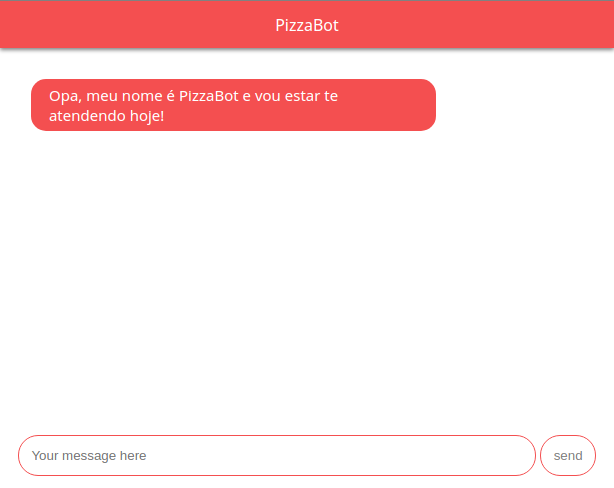 PizzaBot
Opa, meu nome é PizzaBot e vou estar te
atendendo hoje!
Your message here
send